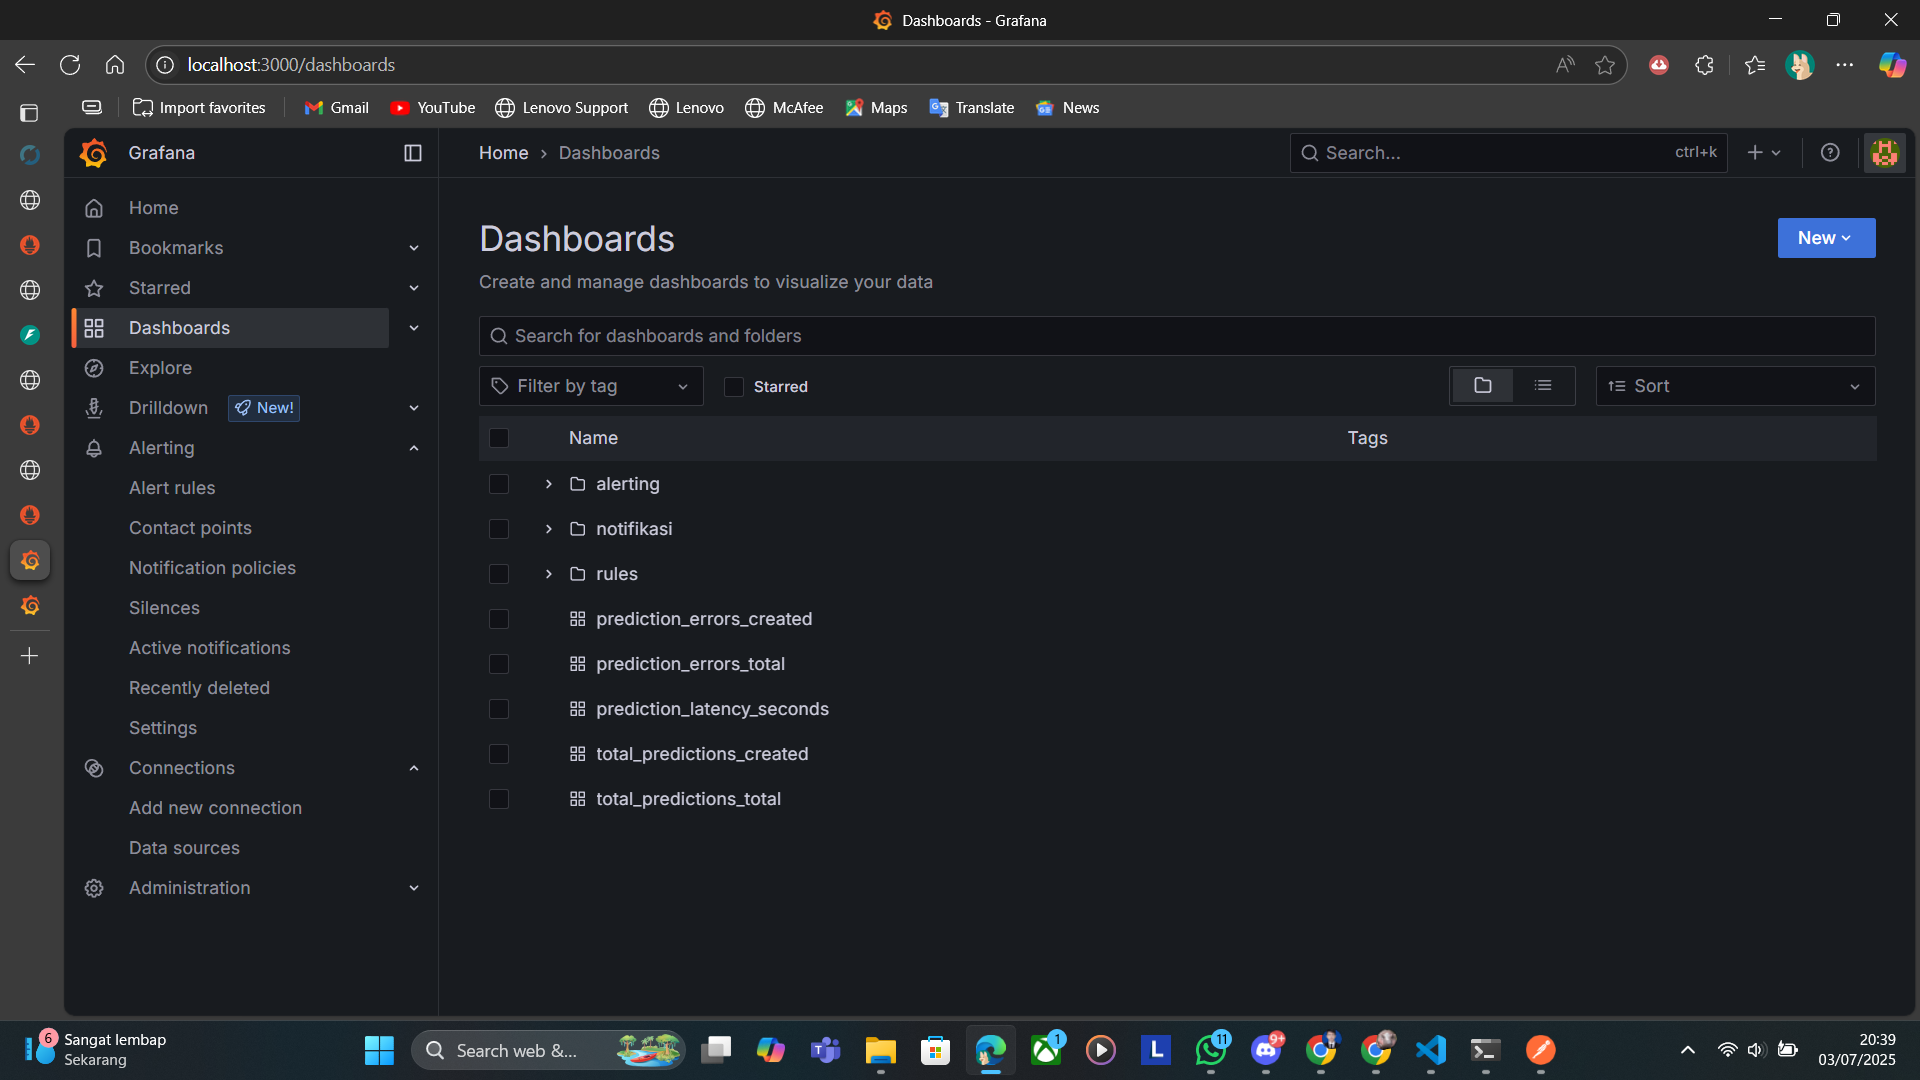 Dashboards - Grafana
localhost:3000/dashboards
Import favorites
Gmail
YouTube
Lenovo Support
Lenovo
McAfee
Maps
Translate
News
Grafana
Home › Dashboards
Search...
ctrl+k
Home
Bookmarks
Starred
Dashboards
Explore
Drilldown
New!
Alerting
Alert rules
Contact points
Notification policies
Silences
Active notifications
Recently deleted
Settings
Connections
Add new connection
Data sources
Administration
Dashboards
New
Create and manage dashboards to visualize your data
Search for dashboards and folders
Filter by tag
Starred
Sort
Name
Tags
alerting
notifikasi
rules
prediction_errors_created
prediction_errors_total
prediction_latency_seconds
total_predictions_created
total_predictions_total
6
Sangat lembap
Sekarang
Search web &...
1
L
11
9+
20:39
03/07/2025